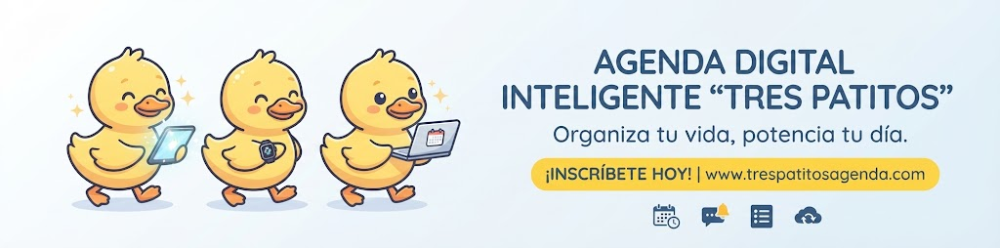 AGENDA DIGITAL
INTELIGENTE “TRES PATITOS”
Organiza tu vida, potencia tu día.
¡INSCRÍBETE HOY! | www.trespatitosagenda.com